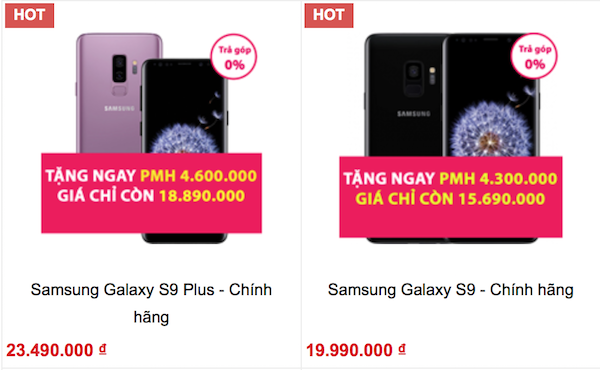 HOT
Trả góp
0%
SAMSUNG
TẶNG NGAY PMH 4.600.000
GIÁ CHỈ CÒN 18.890.000
Samsung Galaxy S9 Plus - Chính
hãng
23.490.000 ₫
HOT
Trả góp
0%
SAMSUNG
TẶNG NGAY PMH 4.300.000
GIÁ CHỈ CÒN 15.690.000
Samsung Galaxy S9 - Chính hãng
19.990.000 ₫